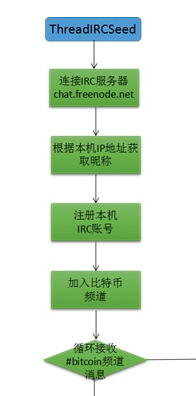 ThreadIRCSeed
连接IRC服务器
chat.freenode.net
根据本机IP地址获
取昵称
注册本机
IRC账号
加入比特币
频道
循环接收
#bitcoin频道
消息